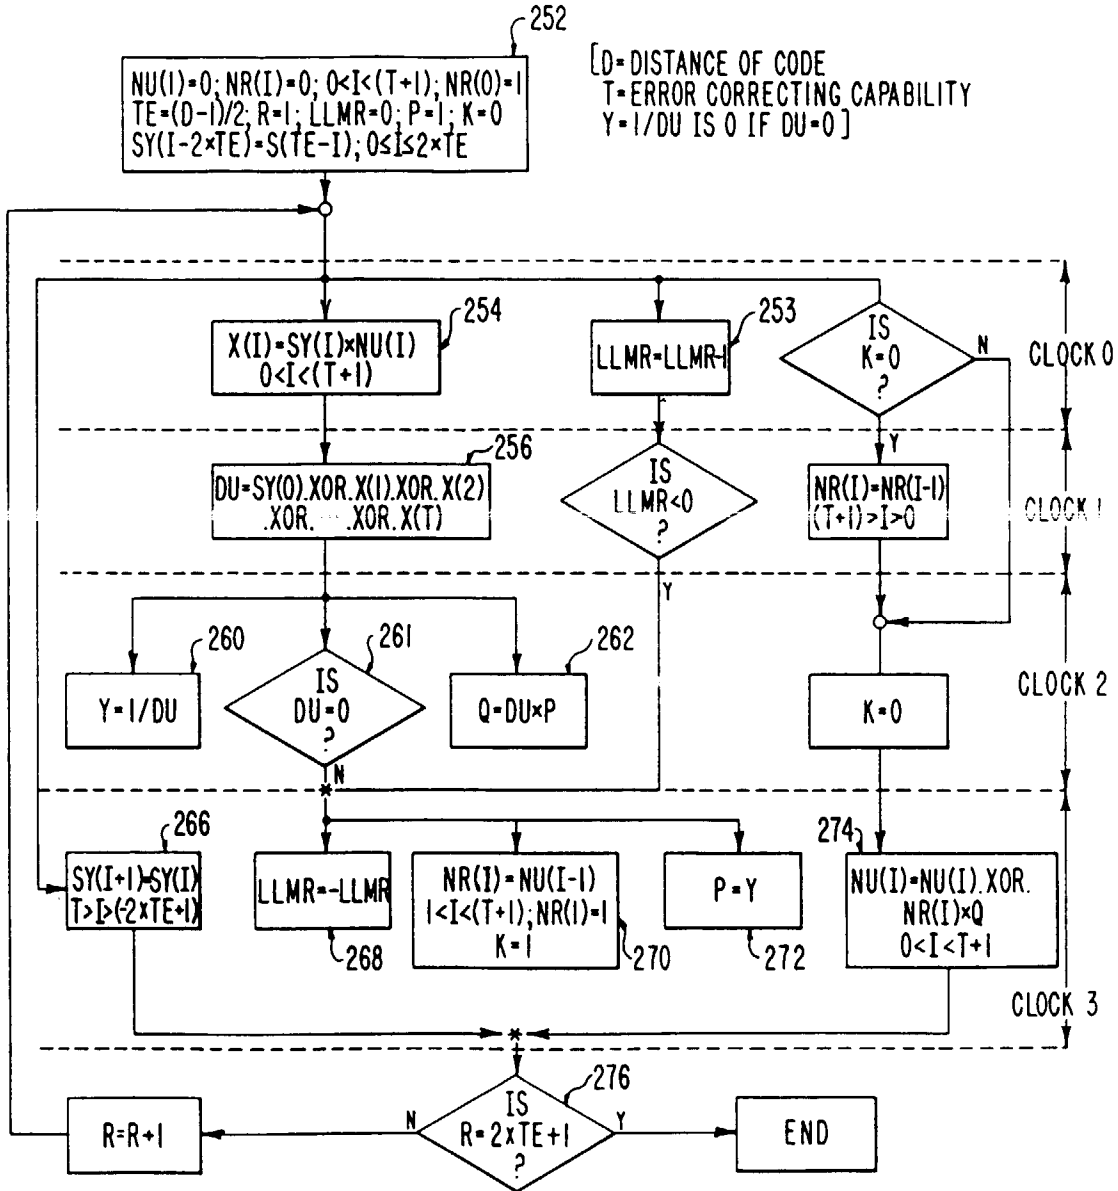 252
NU(1)=0; NR(I)=0; 0<I<(T+1); NR(0)=1
TE=(D-1)/2; R=1; LLMR=0; P=1; K=0
SY(I-2×TE)=S(TE-I); 0≤I≤2×TE
[D=DISTANCE OF CODE
T=ERROR CORRECTING CAPABILITY
Y=1/DU IS 0 IF DU=0]
254
X(I)=SY(I)×NU(I)
0<I<(T+1)
253
LLMR=LLMR-1
IS
K=0
?
N
CLOCK 0
256
DU=SY(0).XOR.X(1).XOR.X(2)
.XOR. ... .XOR.X(T)
IS
LLMR<0
?
Y
Y
NR(I)=NR(I-1)
(T+1)>I>0
CLOCK 1
260
Y=1/DU
261
IS
DU=0
?
N
262
Q=DU×P
K=0
CLOCK 2
266
SY(I+1)=SY(I)
T>I>(-2×TE+1)
LLMR=-LLMR
268
NR(I)=NU(I-1)
1<I<(T+1); NR(1)=1
K=1
270
P=Y
272
274
NU(I)=NU(I).XOR.
NR(I)×Q
0<I<T+1
CLOCK 3
276
IS
R=2×TE+1
?
N
Y
R=R+1
END